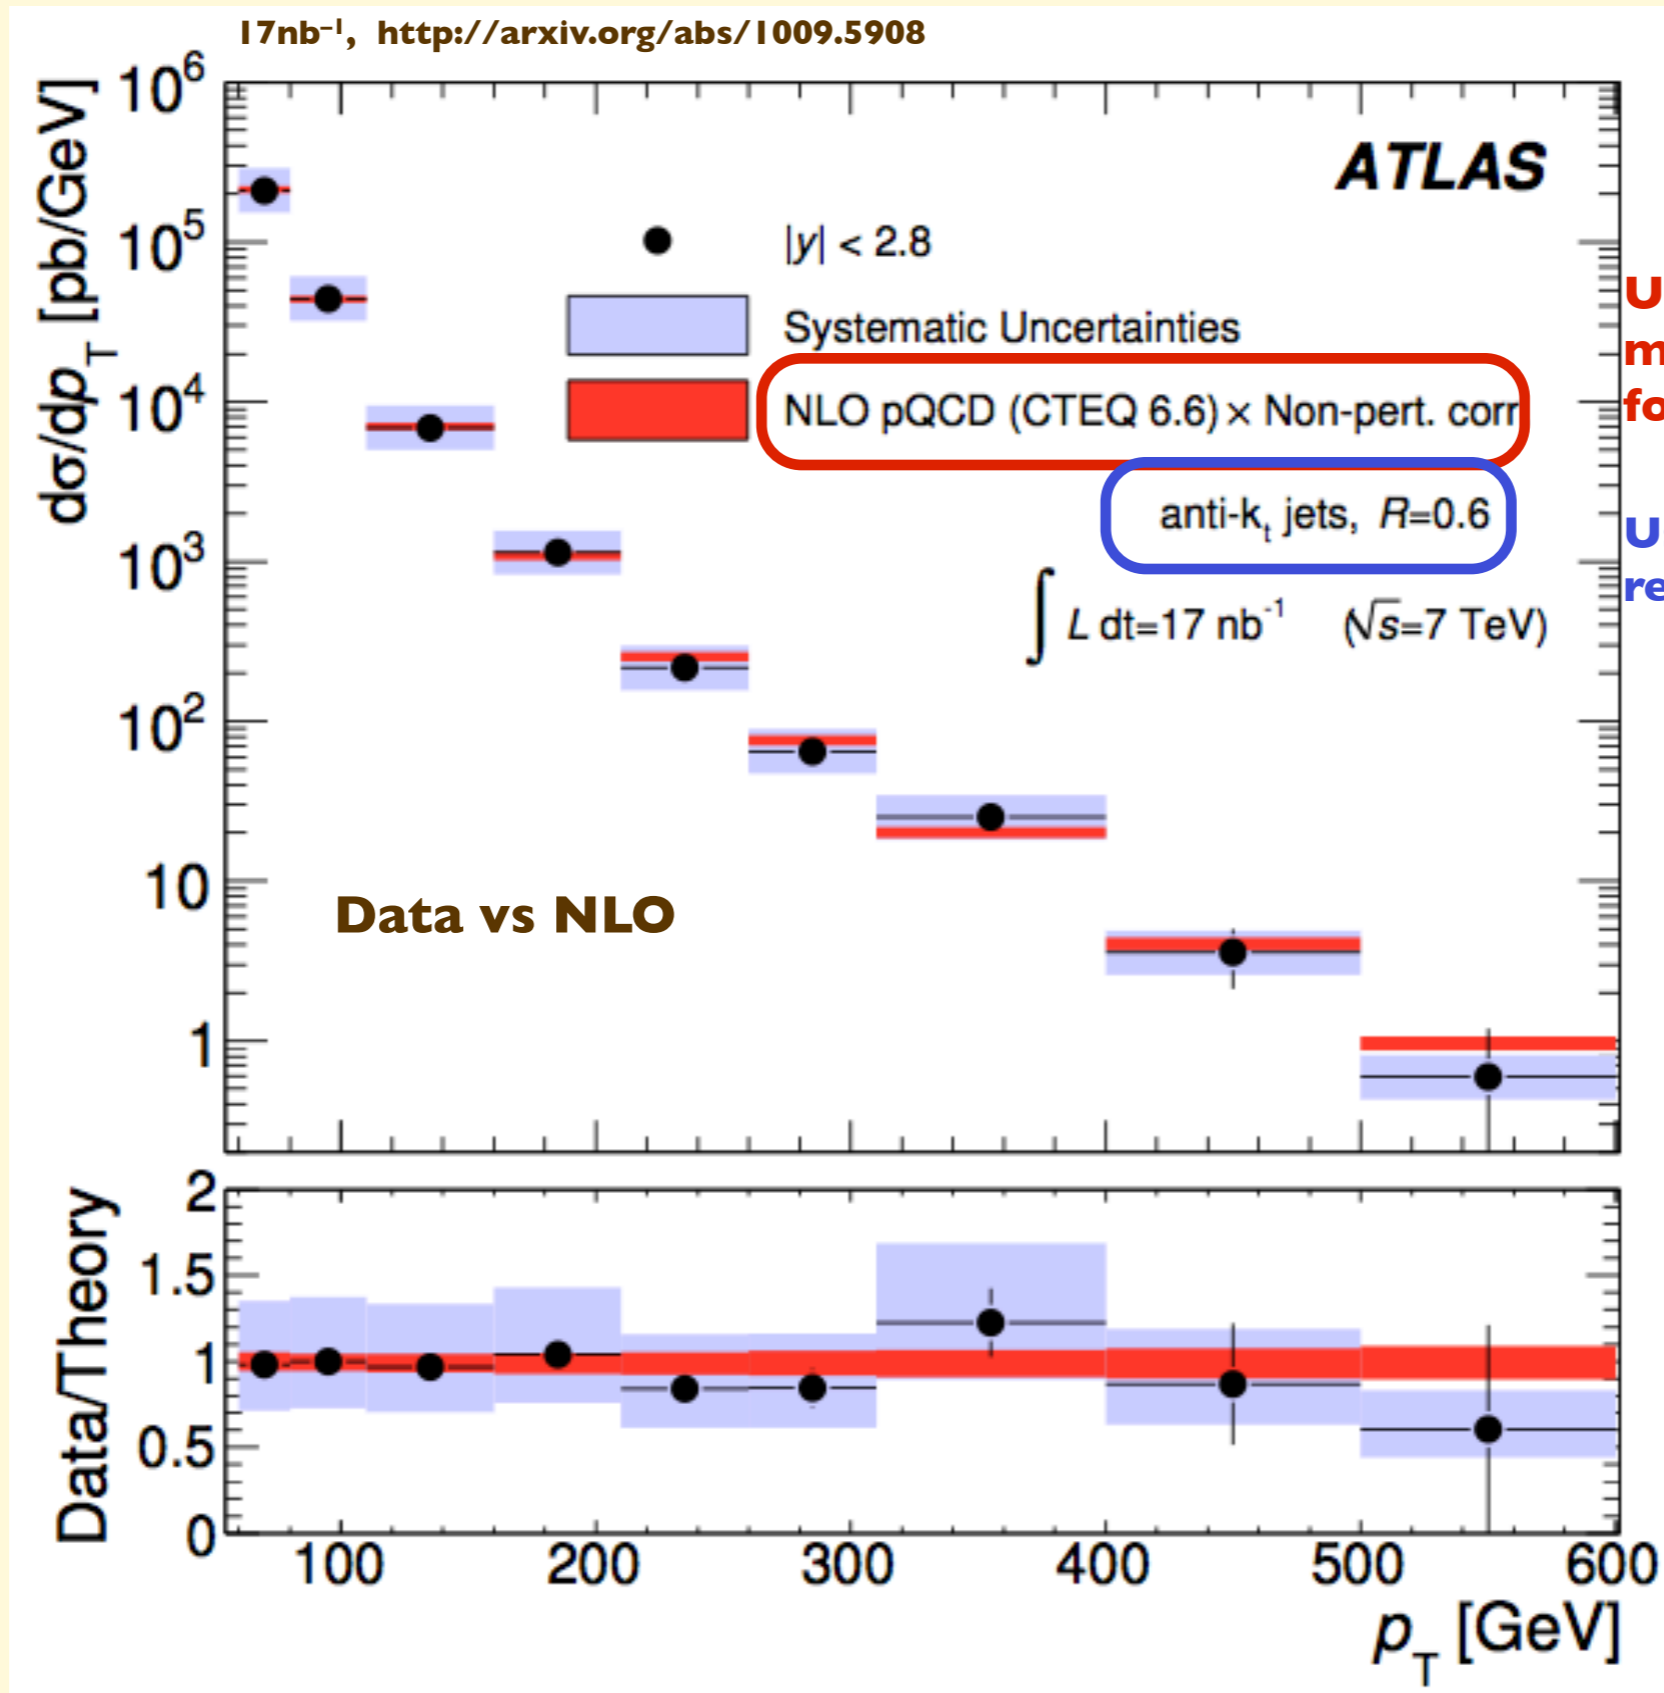 17nb⁻¹, http://arxiv.org/abs/1009.5908
ATLAS
|y| < 2.8
Systematic Uncertainties
NLO pQCD (CTEQ 6.6) × Non-pert. corr
anti-kₜ jets, R=0.6
∫ L dt=17 nb⁻¹ (√s=7 TeV)
Data vs NLO
dσ/dp_T [pb/GeV]
10⁶
10⁵
10⁴
10³
10²
10
1
Data/Theory
2
1.5
1
0.5
0
100 200 300 400 500 600
p_T [GeV]